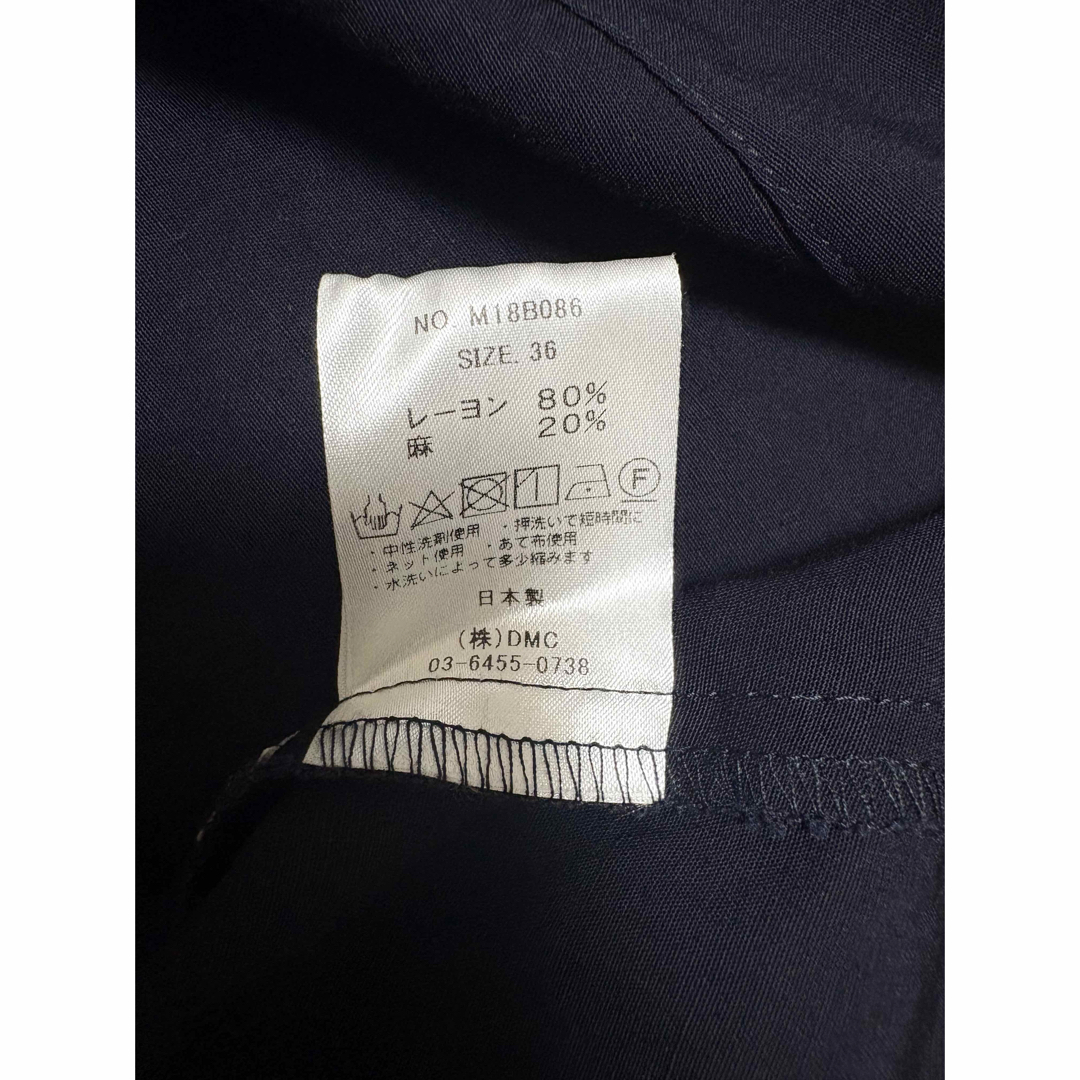 NO. M18B086
SIZE. 36
レーヨン 80%
麻 20%
F
・中性洗剤使用 ・押洗いで短時間に
・ネット使用 ・あて布使用
・水洗いによって多少縮みます
日本製
(株)DMC
03-6455-0738